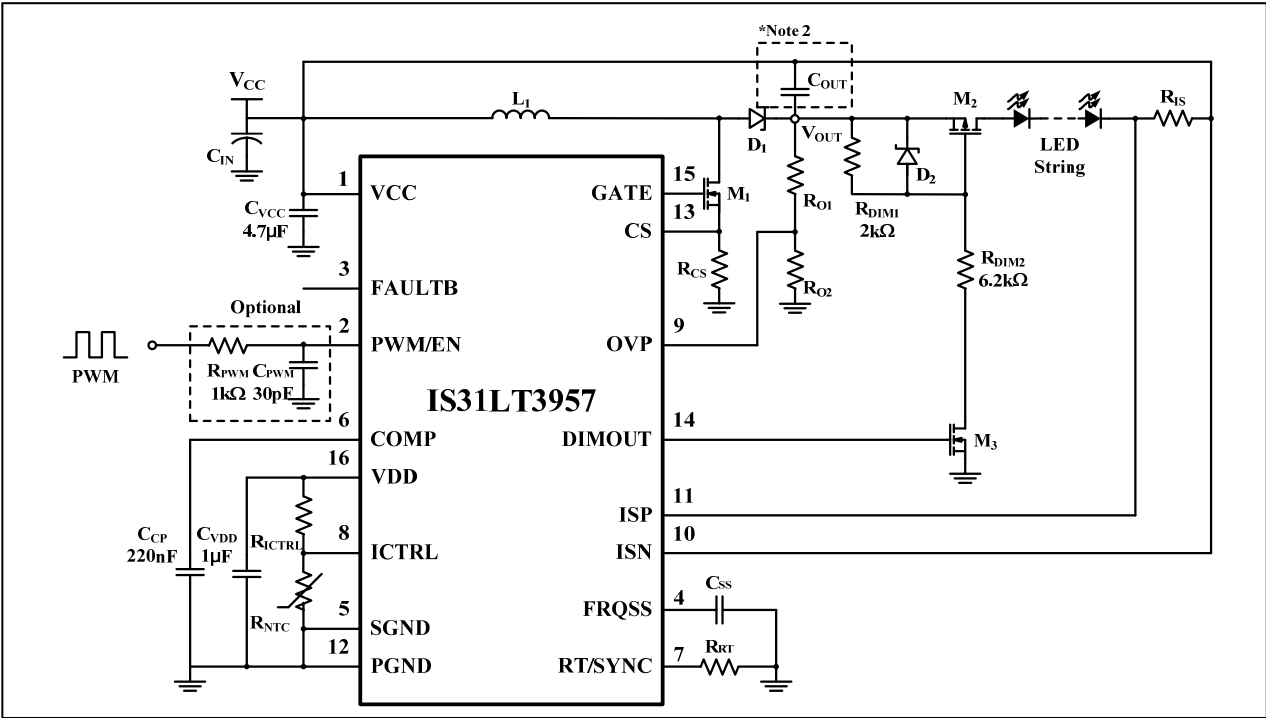 *Note 2
VCC
COUT
L1
M2
RIS
CIN
D1
VOUT
D2
LED
String
1
VCC
GATE
15
M1
RO1
CVCC
4.7µF
CS
13
RDIM1
2kΩ
RCS
RO2
RDIM2
6.2kΩ
3
FAULTB
Optional
2
PWM/EN
OVP
9
PWM
RPWM CPWM
1kΩ 30pF
IS31LT3957
6
COMP
DIMOUT
14
M3
16
VDD
ISP
11
CCP
220nF
CVDD
1µF
RICTRL
8
ICTRL
ISN
10
CSS
RNTC
5
SGND
FRQSS
4
12
PGND
RT/SYNC
7
RRT